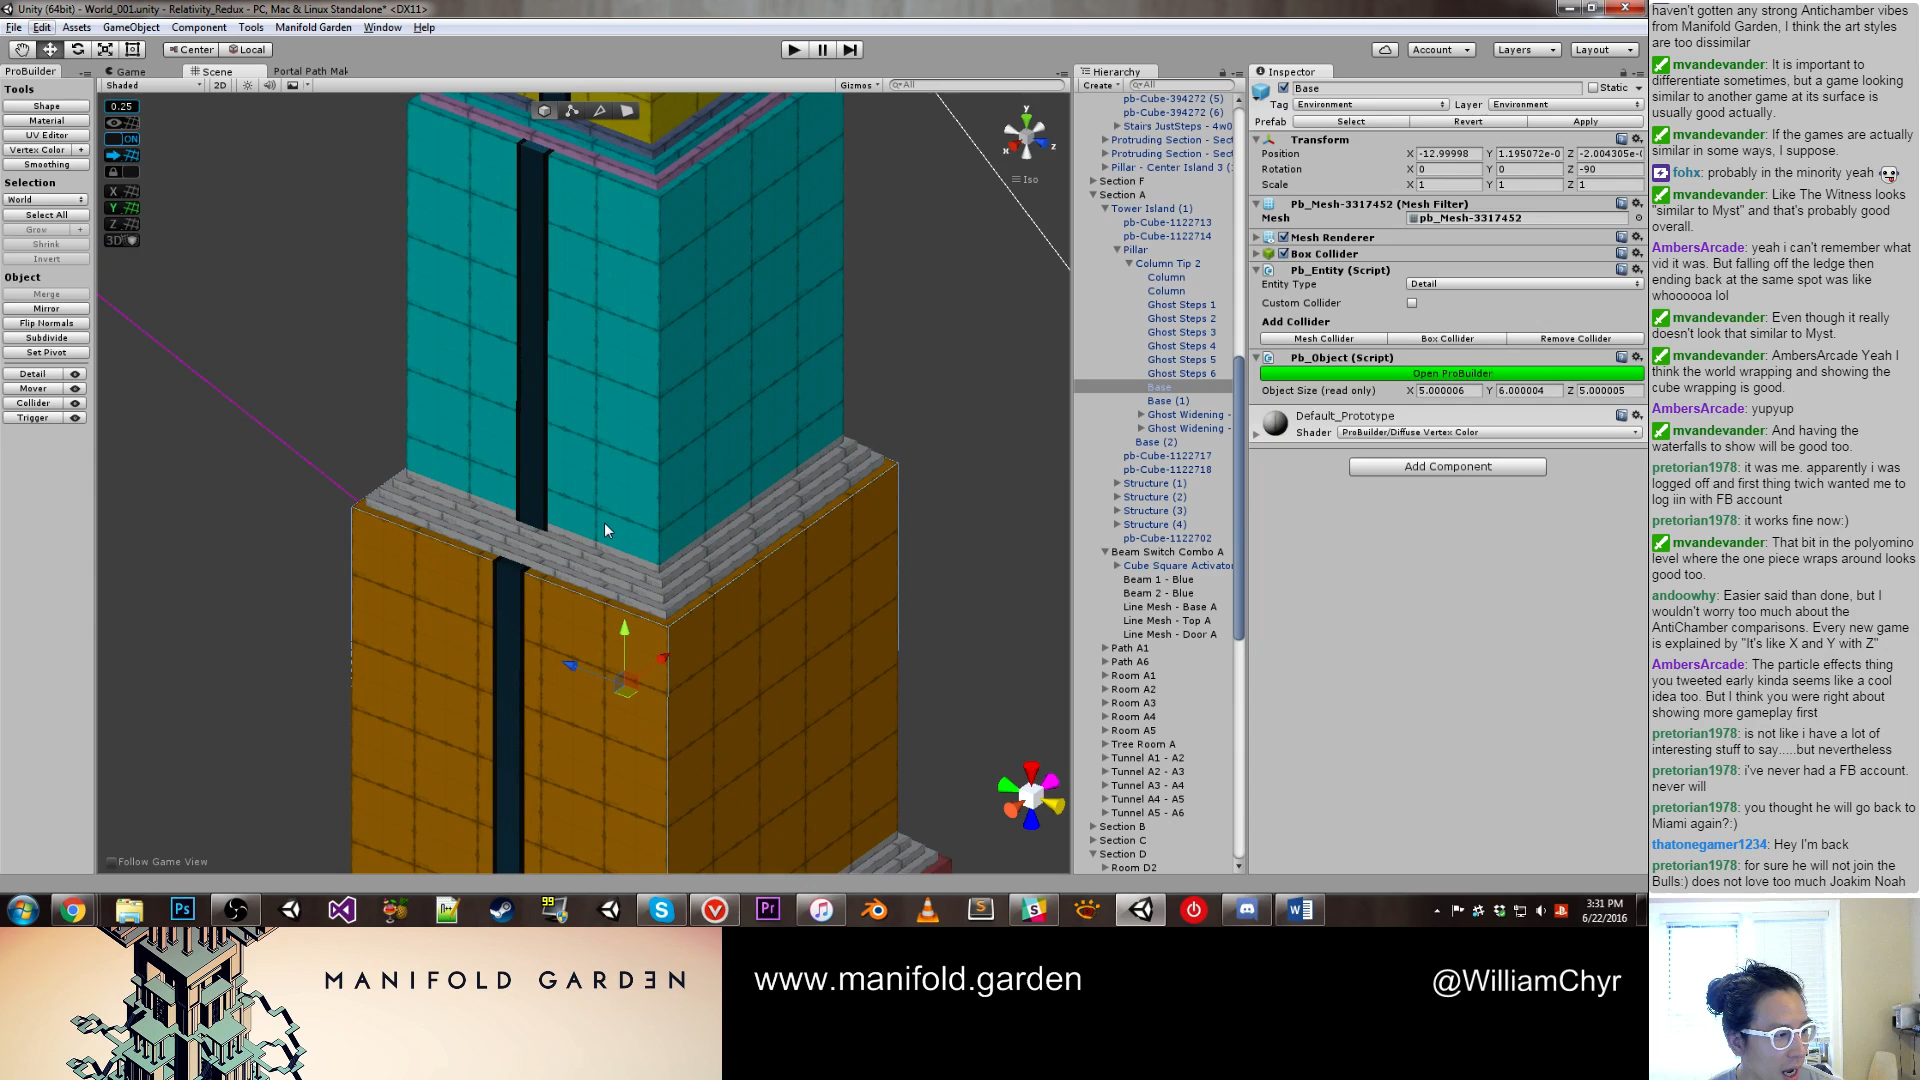 Unity (64bit) - World_001.unity - Relativity_Redux - PC, Mac & Linux Standalone* <DX11>
File Edit Assets GameObject Component Tools Manifold Garden Window Help
Center Local
Account Layers Layout
ProBuilder
Game Scene
Shaded 2D Gizmos All
Tools
Shape
Material
UV Editor
Vertex Color +
Smoothing
Selection
World
Select All
Grow +
Shrink
Invert
Object
Merge
Mirror
Flip Normals
Subdivide
Set Pivot
Detail
Mover
Collider
Trigger
0.25
ON
X
Y
Z
3D
y
x
z
Iso
Follow Game View
Hierarchy
Create All
pb-Cube-394272 (5)
pb-Cube-394272 (6)
Stairs JustSteps - 4w0
Protruding Section - Sect
Protruding Section - Sect
Pillar - Center Island 3 (
Section F
Section A
Tower Island (1)
pb-Cube-1122713
pb-Cube-1122714
Pillar
Column Tip 2
Column
Column
Ghost Steps 1
Ghost Steps 2
Ghost Steps 3
Ghost Steps 4
Ghost Steps 5
Ghost Steps 6
Base
Base (1)
Ghost Widening -
Ghost Widening -
Base (2)
pb-Cube-1122717
pb-Cube-1122718
Structure (1)
Structure (2)
Structure (3)
Structure (4)
pb-Cube-1122702
Beam Switch Combo A
Cube Square Activator
Beam 1 - Blue
Beam 2 - Blue
Line Mesh - Base A
Line Mesh - Top A
Line Mesh - Door A
Path A1
Path A6
Room A1
Room A2
Room A3
Room A4
Room A5
Tree Room A
Tunnel A1 - A2
Tunnel A2 - A3
Tunnel A3 - A4
Tunnel A4 - A5
Tunnel A5 - A6
Section B
Section C
Section D
Room D2
Inspector
Base Static
Tag Environment Layer Environment
Prefab Select Revert Apply
Transform
Position X -12.99998 Y 1.195072e-0 Z -2.004305e-(
Rotation X 0 Y 0 Z -90
Scale X 1 Y 1 Z 1
Pb_Mesh-3317452 (Mesh Filter)
Mesh pb_Mesh-3317452
Mesh Renderer
Box Collider
Pb_Entity (Script)
Entity Type Detail
Custom Collider
Add Collider
Mesh Collider Box Collider Remove Collider
Pb_Object (Script)
Open ProBuilder
Object Size (read only) X 5.000006 Y 6.000004 Z 5.000005
Default_Prototype
Shader ProBuilder/Diffuse Vertex Color
Add Component
haven't gotten any strong Antichamber vibes
from Manifold Garden, I think the art styles
are too dissimilar
mvandevander: It is important to
differentiate sometimes, but a game looking
similar to another game at its surface is
usually good actually.
mvandevander: If the games are actually
similar in some ways, I suppose.
fohx: probably in the minority yeah
mvandevander: Like The Witness looks
"similar to Myst" and that's probably good
overall.
AmbersArcade: yeah i can't remember what
vid it was. But falling off the ledge then
ending back at the same spot was like
whoooooa lol
mvandevander: Even though it really
doesn't look that similar to Myst.
mvandevander: AmbersArcade Yeah I
think the world wrapping and showing the
cube wrapping is good.
AmbersArcade: yupyup
mvandevander: And having the
waterfalls to show will be good too.
pretorian1978: it was me. apparently i was
logged off and first thing twich wanted me to
log iin with FB account
pretorian1978: it works fine now:)
mvandevander: That bit in the polyomino
level where the one piece wraps around looks
good too.
andoowhy: Easier said than done, but I
wouldn't worry too much about the
AntiChamber comparisons. Every new game
is explained by "It's like X and Y with Z"
AmbersArcade: The particle effects thing
you tweeted early kinda seems like a cool
idea too. But I think you were right about
showing more gameplay first
pretorian1978: is not like i have a lot of
interesting stuff to say.....but nevertheless
pretorian1978: i've never had a FB account.
never will
pretorian1978: you thought he will go back to
Miami again?:)
thatonegamer1234: Hey I'm back
pretorian1978: for sure he will not join the
Bulls:) does not love too much Joakim Noah
Ps
99
Pr
3:31 PM
6/22/2016
MANIFOLD GARDEN
www.manifold.garden
@WilliamChyr